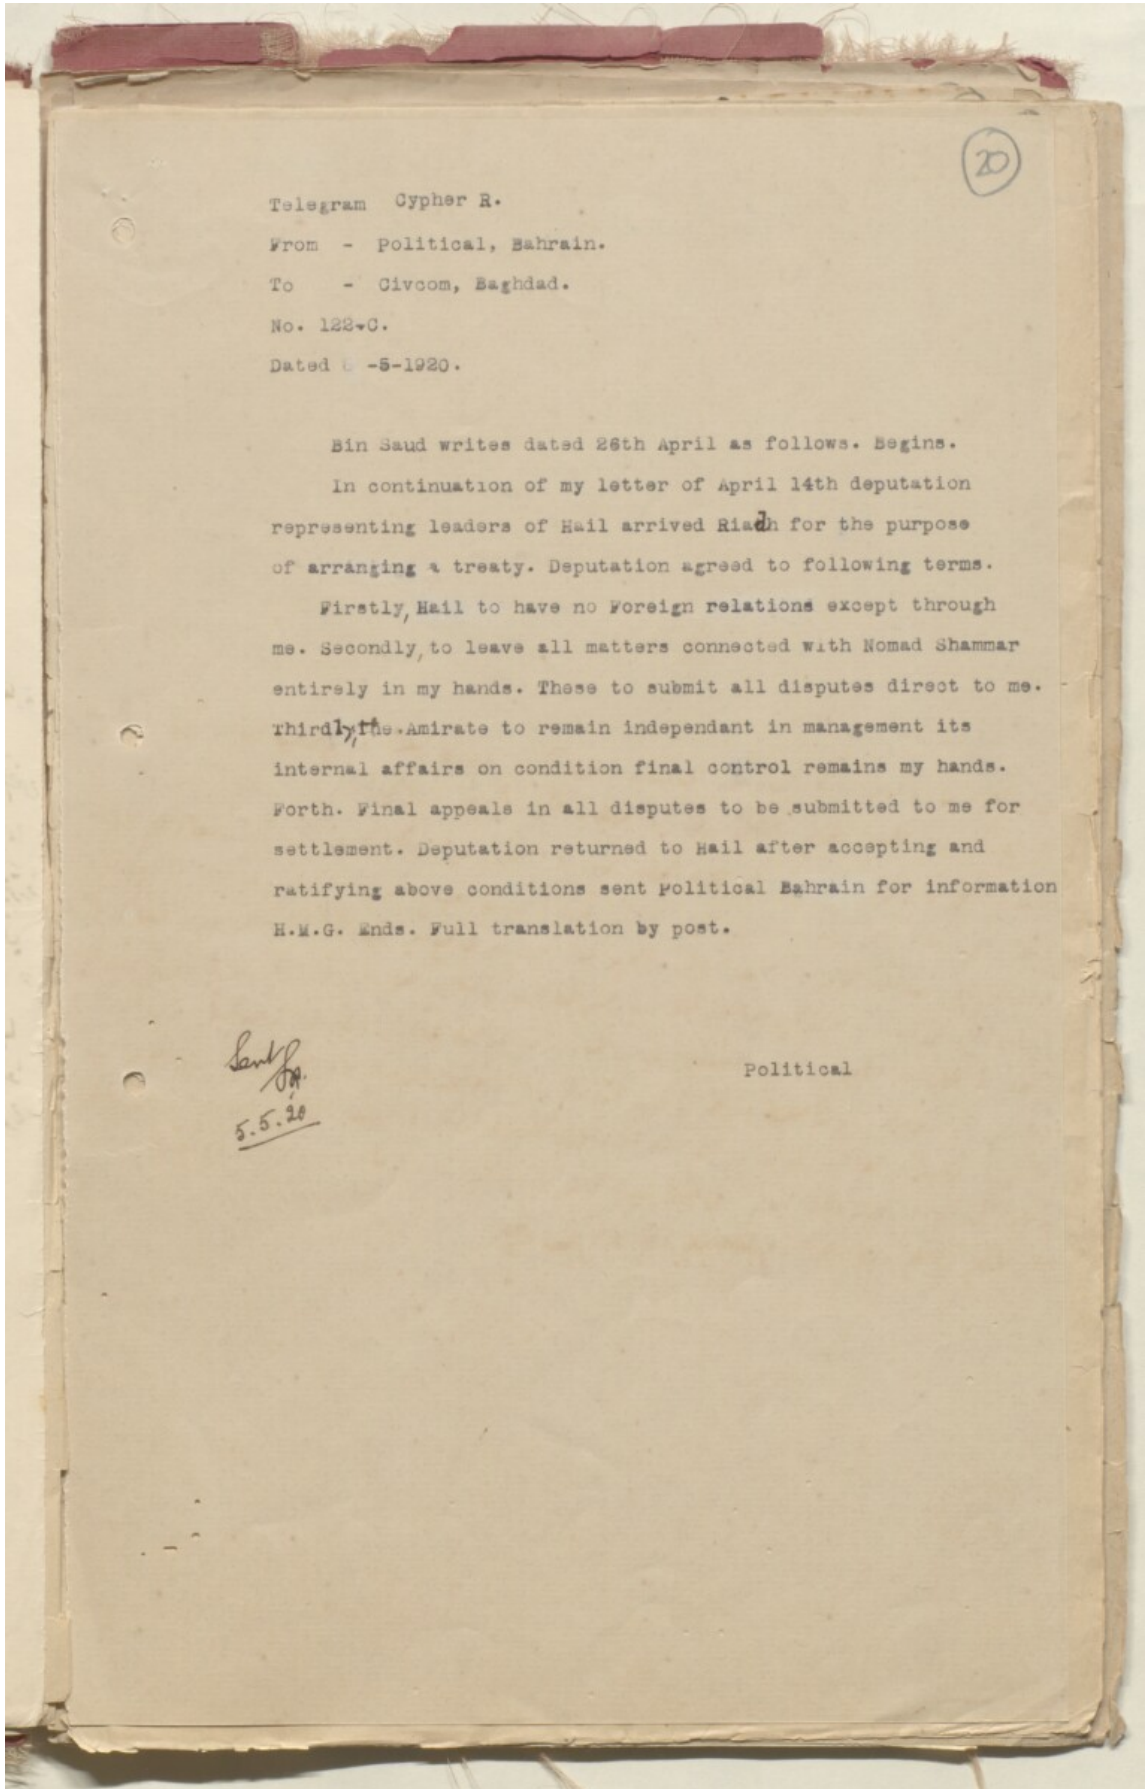 20
Telegram Cypher R.
From - Political, Bahrain.
To - Civcom, Baghdad.
No. 122-C.
Dated -5-1920.
Bin Saud writes dated 26th April as follows. Begins.
In continuation of my letter of April 14th deputation
representing leaders of Hail arrived Riadh for the purpose
of arranging a treaty. Deputation agreed to following terms.
Firstly, Hail to have no Foreign relations except through
me. Secondly, to leave all matters connected with Nomad Shammar
entirely in my hands. These to submit all disputes direct to me.
Thirdly, the Amirate to remain independant in management its
internal affairs on condition final control remains my hands.
Forth. Final appeals in all disputes to be submitted to me for
settlement. Deputation returned to Hail after accepting and
ratifying above conditions sent Political Bahrain for information
H.M.G. Ends. Full translation by post.
Political
Sent
5.5.20